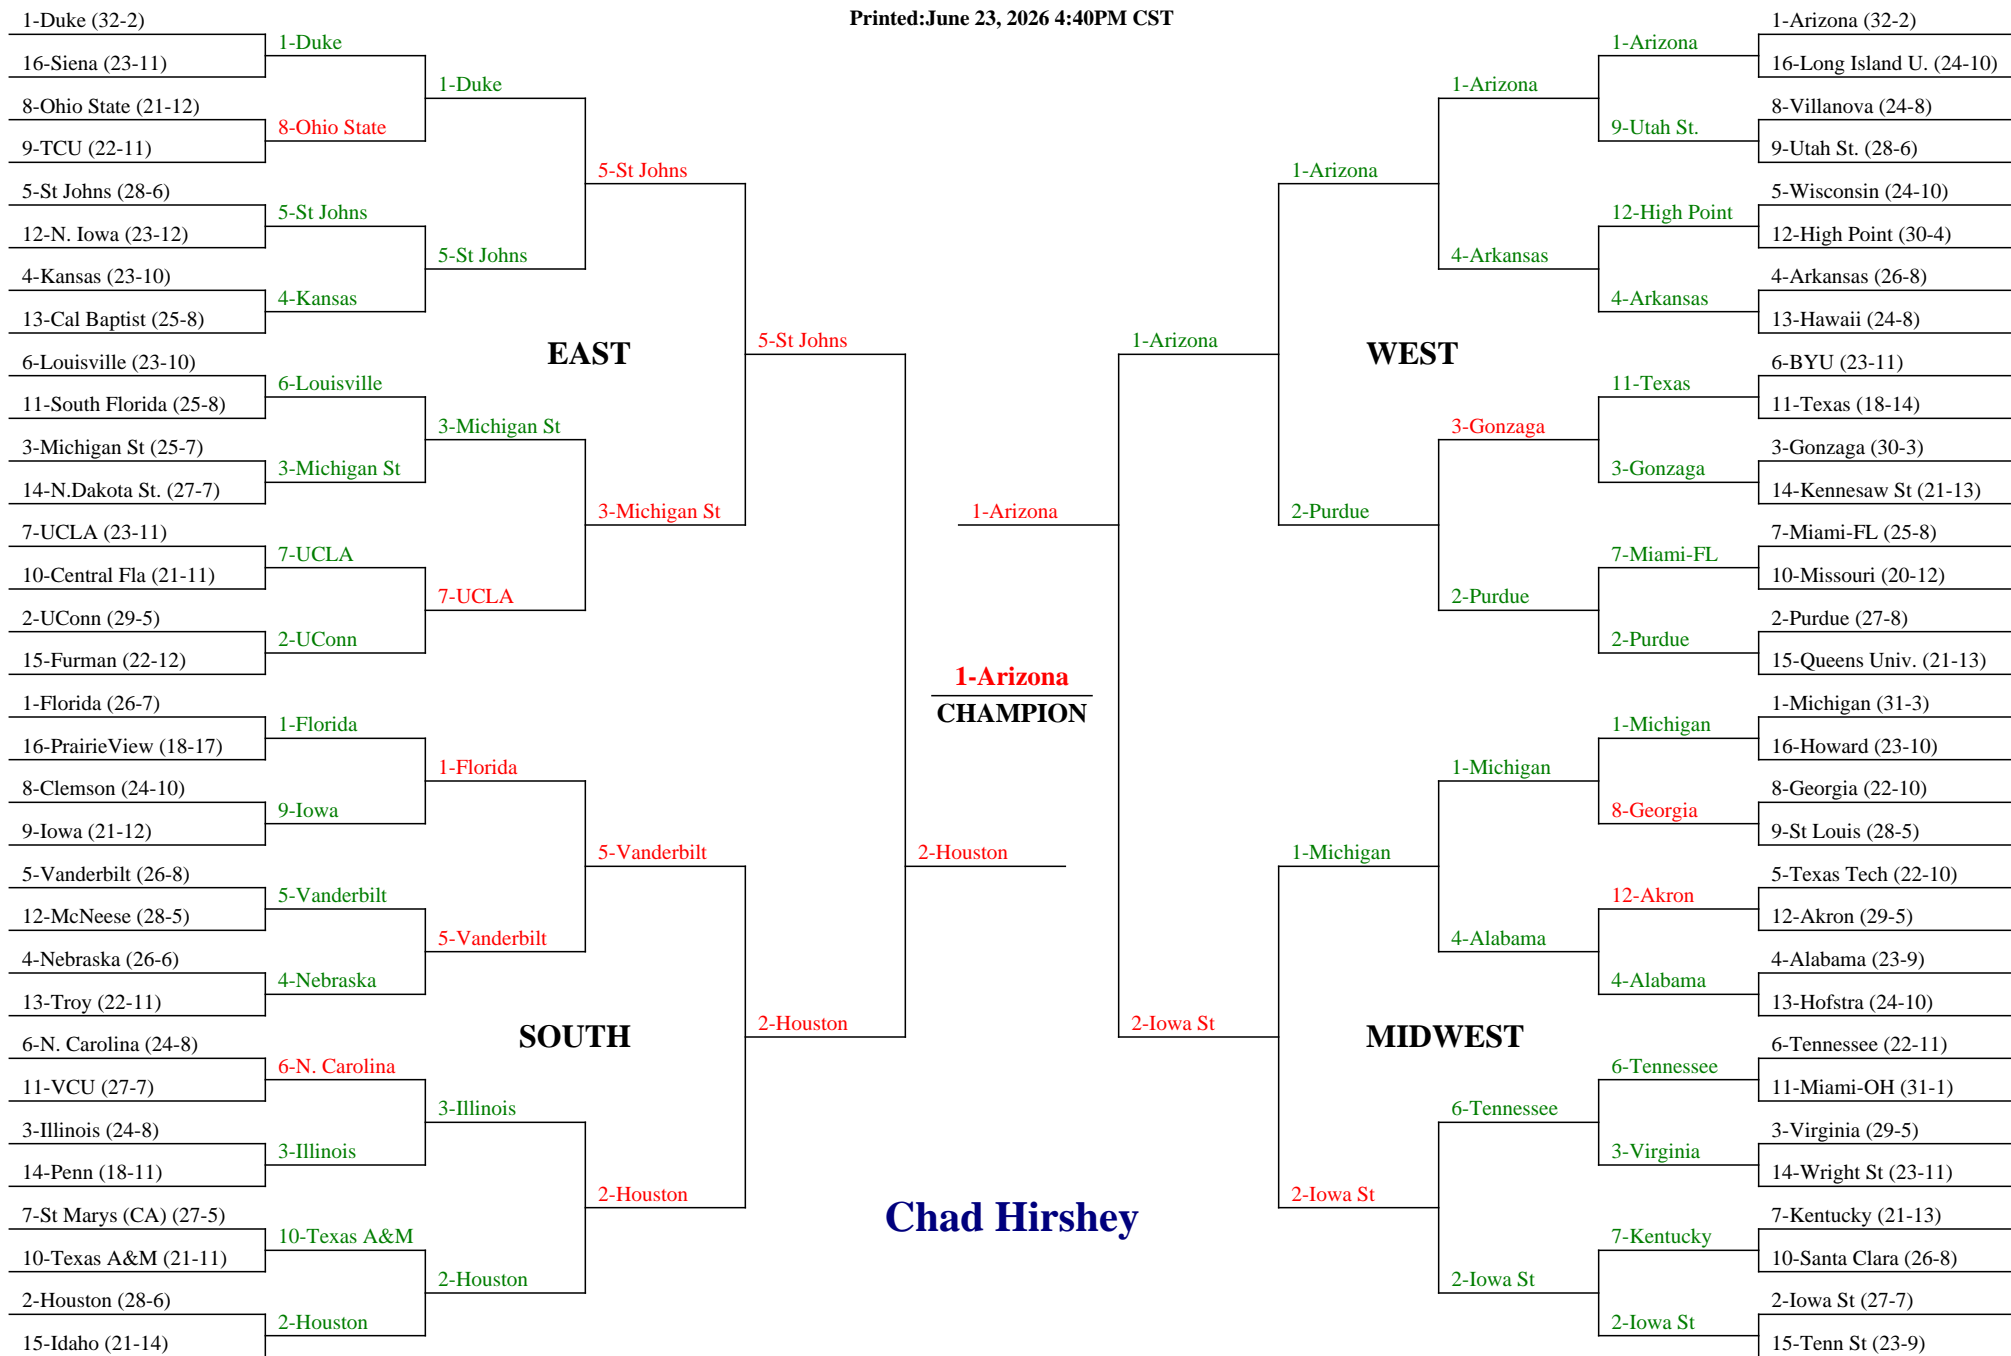 Printed:June 23, 2026 4:40PM CST
1-Duke (32-2)
16-Siena (23-11)
8-Ohio State (21-12)
9-TCU (22-11)
5-St Johns (28-6)
12-N. Iowa (23-12)
4-Kansas (23-10)
13-Cal Baptist (25-8)
6-Louisville (23-10)
11-South Florida (25-8)
3-Michigan St (25-7)
14-N.Dakota St. (27-7)
7-UCLA (23-11)
10-Central Fla (21-11)
2-UConn (29-5)
15-Furman (22-12)
1-Florida (26-7)
16-PrairieView (18-17)
8-Clemson (24-10)
9-Iowa (21-12)
5-Vanderbilt (26-8)
12-McNeese (28-5)
4-Nebraska (26-6)
13-Troy (22-11)
6-N. Carolina (24-8)
11-VCU (27-7)
3-Illinois (24-8)
14-Penn (18-11)
7-St Marys (CA) (27-5)
10-Texas A&M (21-11)
2-Houston (28-6)
15-Idaho (21-14)
1-Duke
8-Ohio State
5-St Johns
4-Kansas
6-Louisville
3-Michigan St
7-UCLA
2-UConn
1-Florida
9-Iowa
5-Vanderbilt
4-Nebraska
6-N. Carolina
3-Illinois
10-Texas A&M
2-Houston
1-Duke
5-St Johns
3-Michigan St
7-UCLA
1-Florida
5-Vanderbilt
3-Illinois
2-Houston
5-St Johns
3-Michigan St
5-Vanderbilt
2-Houston
EAST
SOUTH
5-St Johns
2-Houston
1-Arizona
2-Houston
1-Arizona
CHAMPION
Chad Hirshey
1-Arizona
2-Iowa St
WEST
MIDWEST
1-Arizona
2-Purdue
1-Michigan
2-Iowa St
1-Arizona
4-Arkansas
3-Gonzaga
2-Purdue
1-Michigan
4-Alabama
6-Tennessee
2-Iowa St
1-Arizona
9-Utah St.
12-High Point
4-Arkansas
11-Texas
3-Gonzaga
7-Miami-FL
2-Purdue
1-Michigan
8-Georgia
12-Akron
4-Alabama
6-Tennessee
3-Virginia
7-Kentucky
2-Iowa St
1-Arizona (32-2)
16-Long Island U. (24-10)
8-Villanova (24-8)
9-Utah St. (28-6)
5-Wisconsin (24-10)
12-High Point (30-4)
4-Arkansas (26-8)
13-Hawaii (24-8)
6-BYU (23-11)
11-Texas (18-14)
3-Gonzaga (30-3)
14-Kennesaw St (21-13)
7-Miami-FL (25-8)
10-Missouri (20-12)
2-Purdue (27-8)
15-Queens Univ. (21-13)
1-Michigan (31-3)
16-Howard (23-10)
8-Georgia (22-10)
9-St Louis (28-5)
5-Texas Tech (22-10)
12-Akron (29-5)
4-Alabama (23-9)
13-Hofstra (24-10)
6-Tennessee (22-11)
11-Miami-OH (31-1)
3-Virginia (29-5)
14-Wright St (23-11)
7-Kentucky (21-13)
10-Santa Clara (26-8)
2-Iowa St (27-7)
15-Tenn St (23-9)